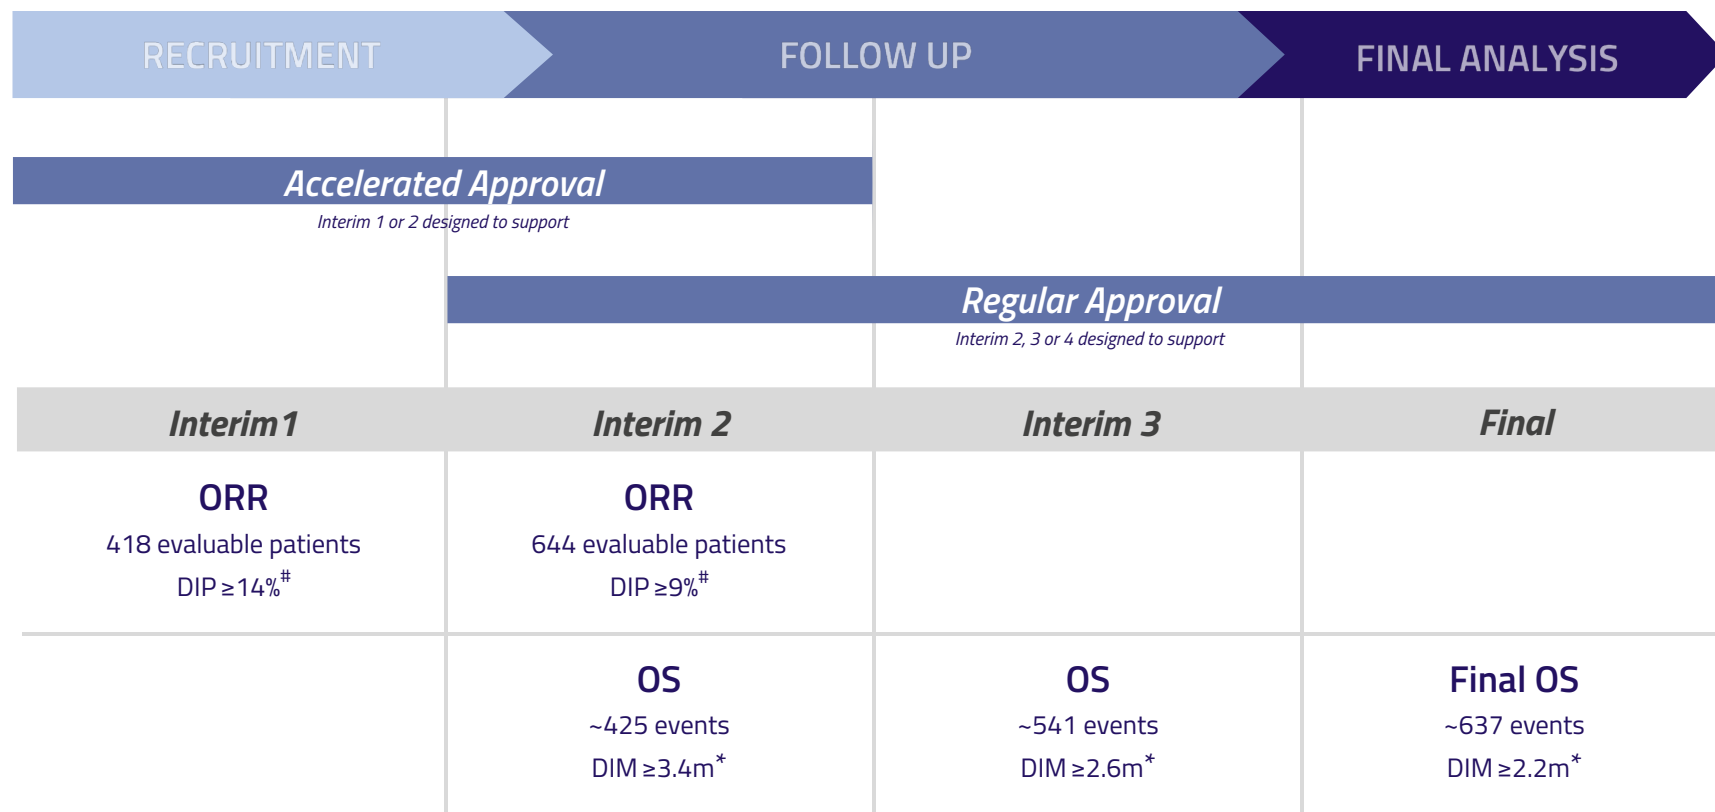 RECRUITMENT
FOLLOW UP
FINAL ANALYSIS
Accelerated Approval
Interim 1 or 2 designed to support
Regular Approval
Interim 2, 3 or 4 designed to support
Interim1
Interim 2
Interim 3
Final
ORR
418 evaluable patients
DIP ≥14%#
ORR
644 evaluable patients
DIP ≥9%#
OS
~425 events
DIM ≥3.4m*
OS
~541 events
DIM ≥2.6m*
Final OS
~637 events
DIM ≥2.2m*